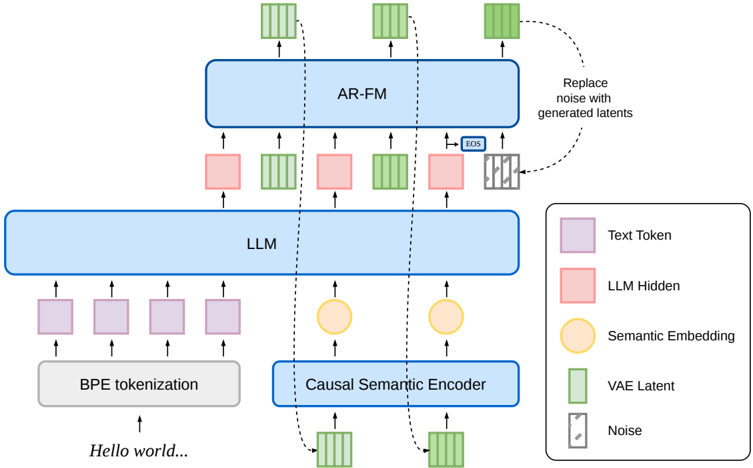 AR-FM
Replace
noise with
generated latents
EOS
LLM
Text Token
LLM Hidden
Semantic Embedding
VAE Latent
Noise
BPE tokenization
Causal Semantic Encoder
Hello world...